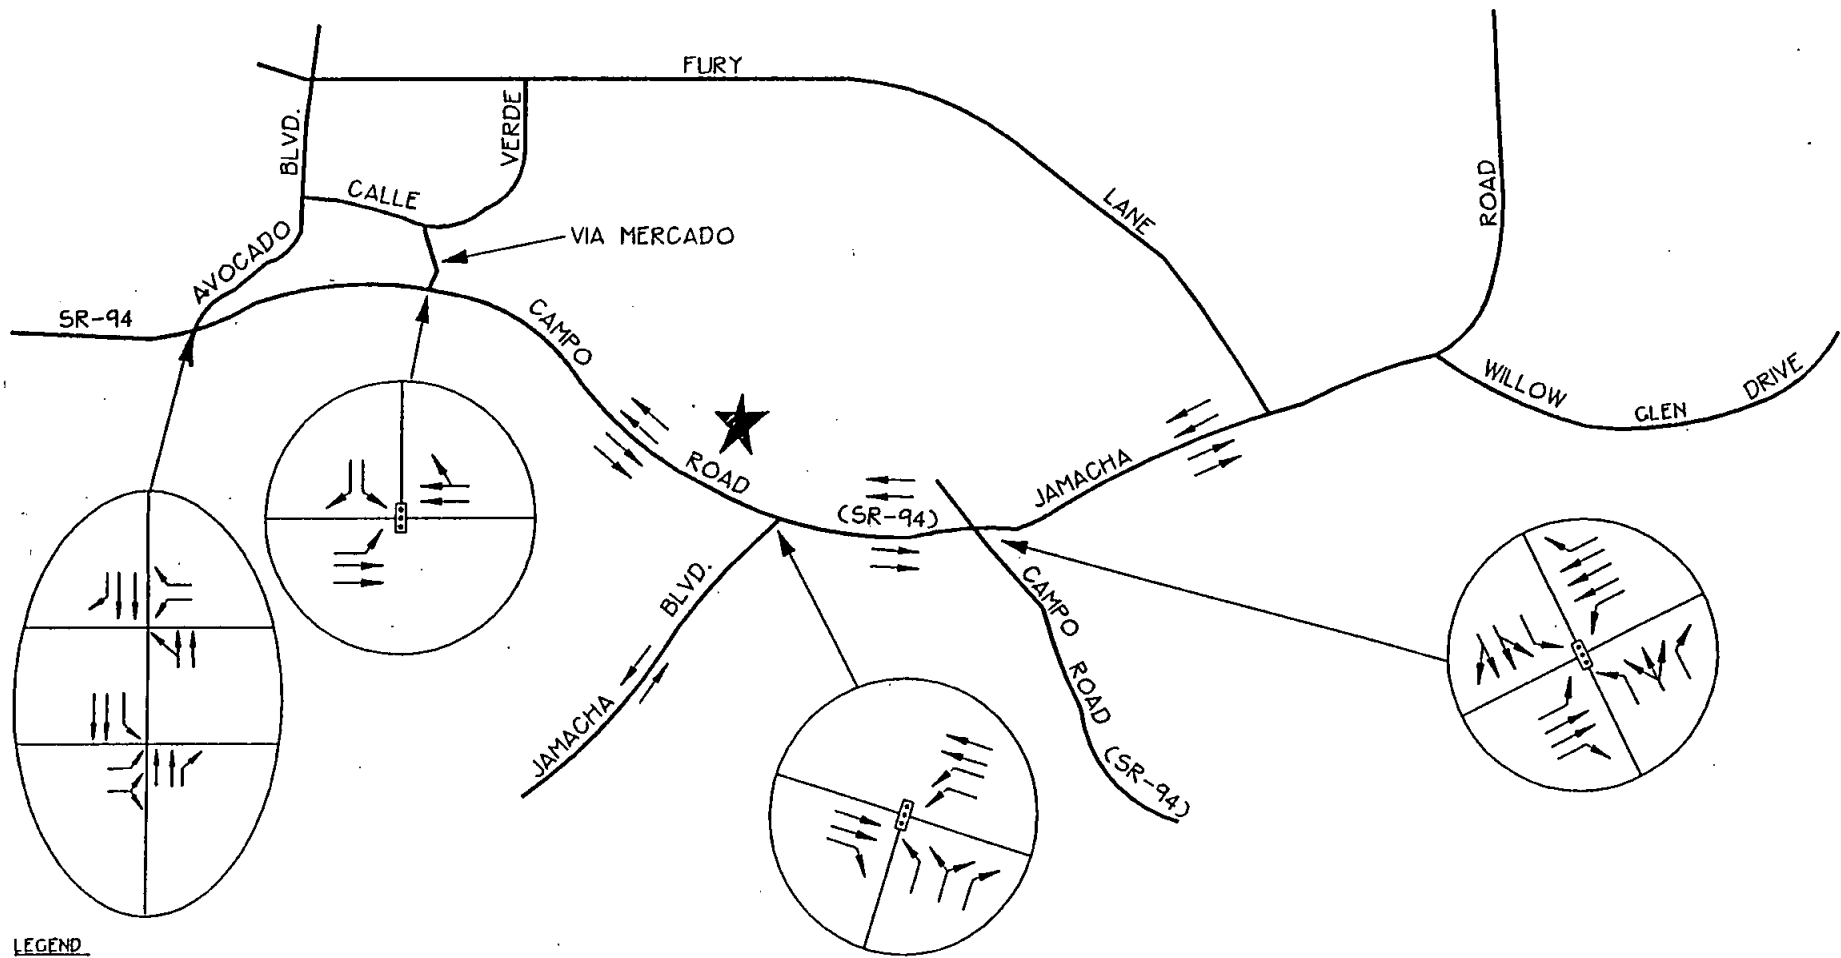 FURY
BLVD.
VERDE
CALLE
LANE
ROAD
AVOCADO
VIA MERCADO
SR-94
CAMPO
WILLOW
GLEN
DRIVE
ROAD
JAMACHA
(SR-94)
BLVD.
CAMPO
ROAD
JAMACHA
(SR-94)
LEGEND